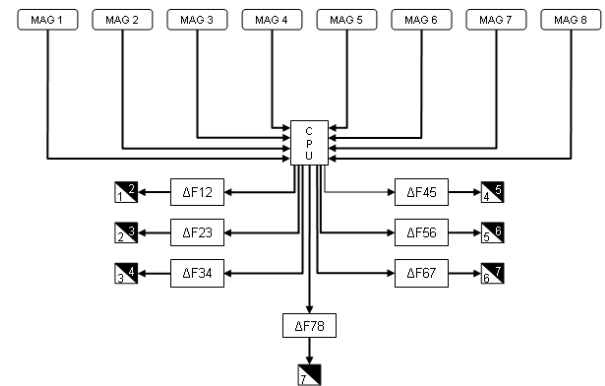 MAG 1
MAG 2
MAG 3
MAG 4
MAG 5
MAG 6
MAG 7
MAG 8
C
P
U
ΔF12
2
1
ΔF45
5
4
ΔF23
3
2
ΔF56
6
5
ΔF34
4
3
ΔF67
7
6
ΔF78
7